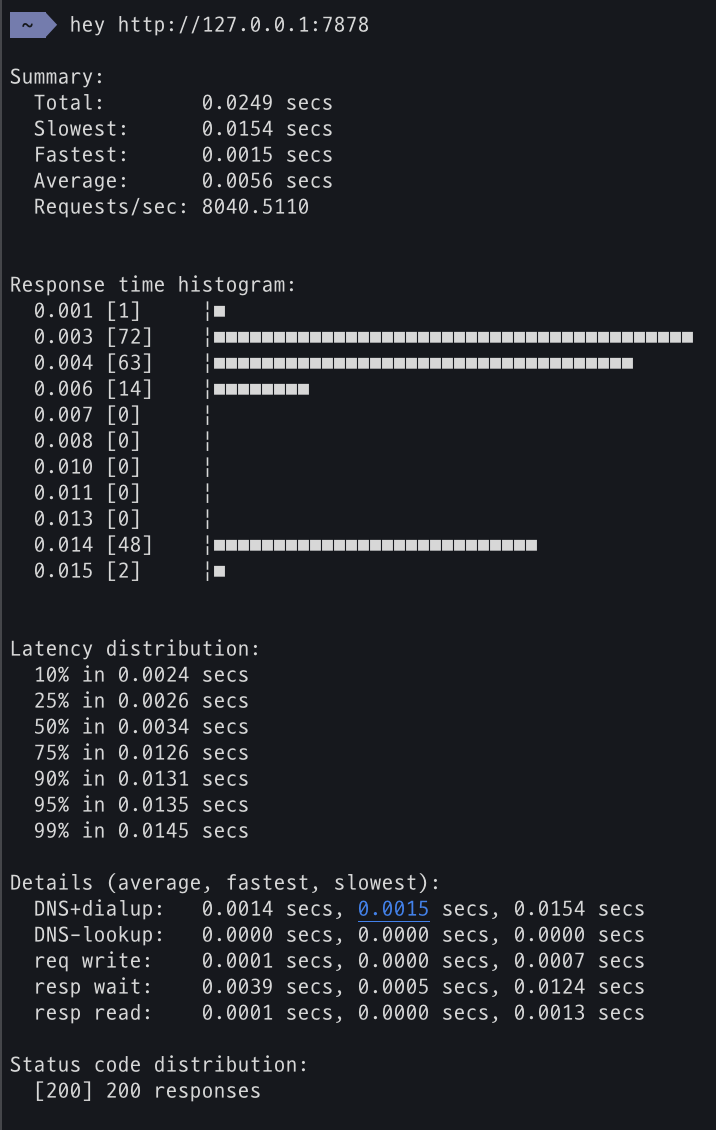 ~ hey http://127.0.0.1:7878
Summary:
Total: 0.0249 secs
Slowest: 0.0154 secs
Fastest: 0.0015 secs
Average: 0.0056 secs
Requests/sec: 8040.5110
Response time histogram:
0.001 [1] ¦■
0.003 [72] ¦■■■■■■■■■■■■■■■■■■■■■■■■■■■■■■■■■■■■■■■■
0.004 [63] ¦■■■■■■■■■■■■■■■■■■■■■■■■■■■■■■■■■■■
0.006 [14] ¦■■■■■■■■
0.007 [0] ¦
0.008 [0] ¦
0.010 [0] ¦
0.011 [0] ¦
0.013 [0] ¦
0.014 [48] ¦■■■■■■■■■■■■■■■■■■■■■■■■■■■
0.015 [2] ¦■
Latency distribution:
10% in 0.0024 secs
25% in 0.0026 secs
50% in 0.0034 secs
75% in 0.0126 secs
90% in 0.0131 secs
95% in 0.0135 secs
99% in 0.0145 secs
Details (average, fastest, slowest):
DNS+dialup: 0.0014 secs, 0.0015 secs, 0.0154 secs
DNS-lookup: 0.0000 secs, 0.0000 secs, 0.0000 secs
req write: 0.0001 secs, 0.0000 secs, 0.0007 secs
resp wait: 0.0039 secs, 0.0005 secs, 0.0124 secs
resp read: 0.0001 secs, 0.0000 secs, 0.0013 secs
Status code distribution:
[200] 200 responses